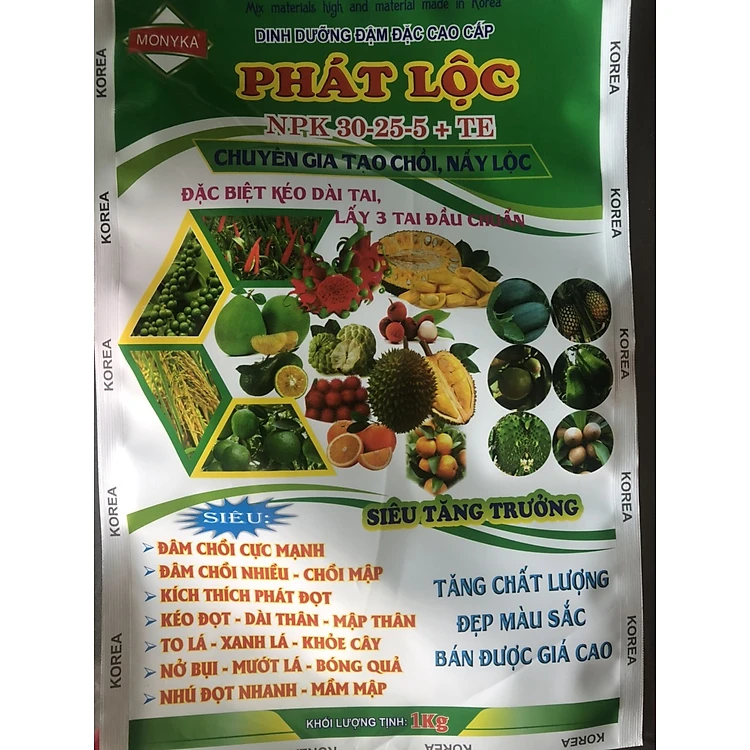 Mix materials high and material made in Korea
MONYKA
DINH DƯỠNG ĐẬM ĐẶC CAO CẤP
PHÁT LỘC
NPK 30-25-5 + TE
CHUYÊN GIA TẠO CHỒI, NẨY LỘC
ĐẶC BIỆT KÉO DÀI TAI,
LẤY 3 TAI ĐẦU CHUẨN
SIÊU TĂNG TRƯỞNG
SIÊU:
ĐÂM CHỒI CỰC MẠNH
ĐÂM CHỒI NHIỀU - CHỒI MẬP
KÍCH THÍCH PHÁT ĐỌT
KÉO ĐỌT - DÀI THÂN - MẬP THÂN
TO LÁ - XANH LÁ - KHỎE CÂY
NỞ BỤI - MƯỚT LÁ - BÓNG QUẢ
NHÚ ĐỌT NHANH - MẦM MẬP
TĂNG CHẤT LƯỢNG
ĐẸP MÀU SẮC
BÁN ĐƯỢC GIÁ CAO
KHỐI LƯỢNG TỊNH: 1Kg
KOREA
KOREA
KOREA
KOREA
KOREA
KOREA
KOREA
KOREA
KOREA
KOREA
KOREA
KOREA
KOREA
KOREA